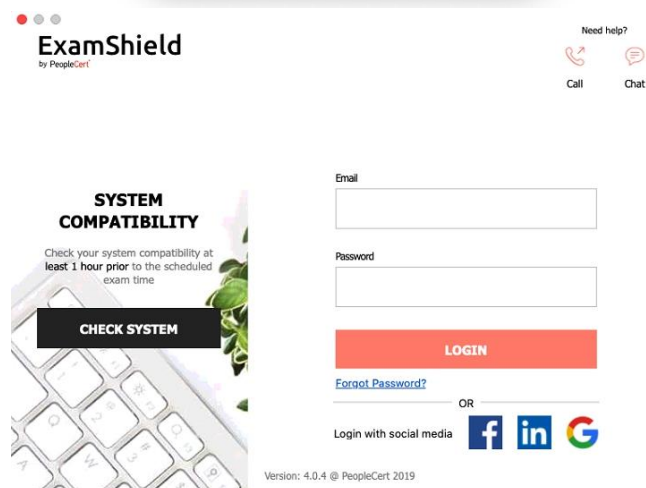 ExamShield
by PeopleCert
Need help?
Call
Chat
SYSTEM
COMPATIBILITY
Check your system compatibility at
least 1 hour prior to the scheduled
exam time
CHECK SYSTEM
Email
Password
LOGIN
Forgot Password?
OR
Login with social media
f
in
G
Version: 4.0.4 @ PeopleCert 2019